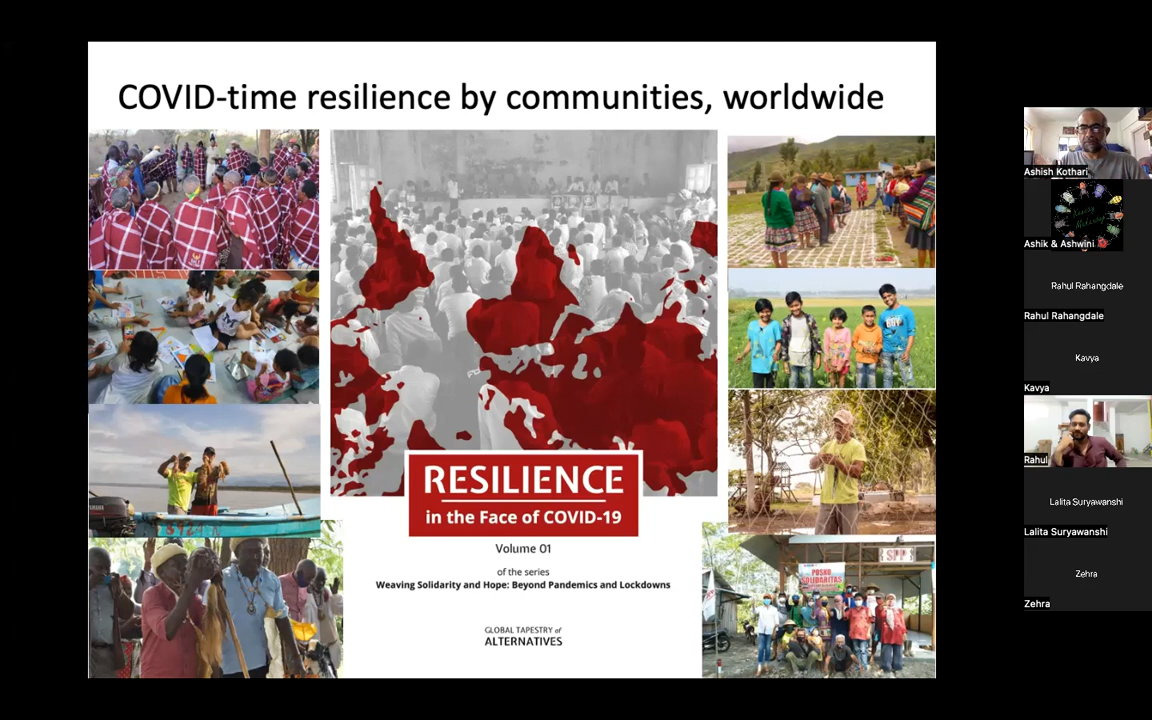 COVID-time resilience by communities, worldwide
RESILIENCE
in the Face of COVID-19
Volume 01
of the series
Weaving Solidarity and Hope: Beyond Pandemics and Lockdowns
GLOBAL TAPESTRY of
ALTERNATIVES
SPP
POSKO
SOLIDARITAS
Ashish Kothari
Ashik & Ashwini
Rahul Rahangdale
Rahul Rahangdale
Kavya
Kavya
Rahul
Lalita Suryawanshi
Lalita Suryawanshi
Zehra
Zehra